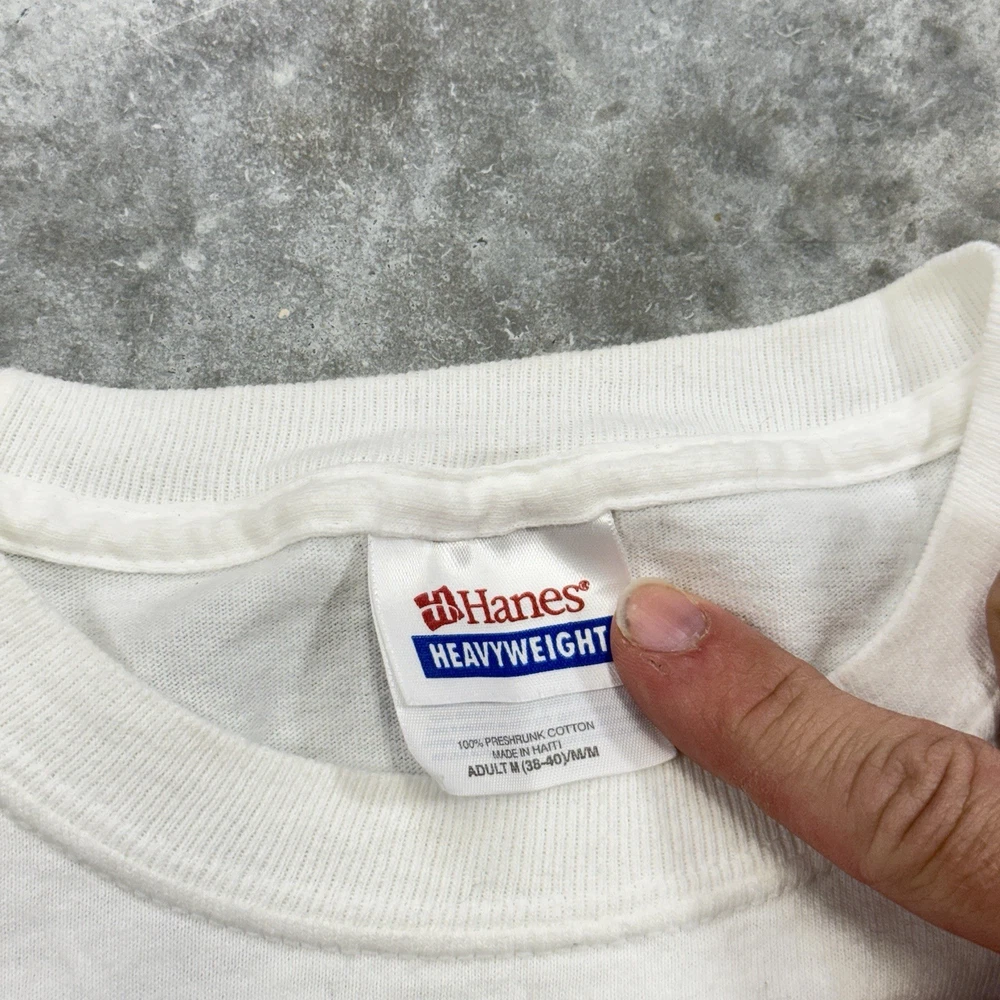 Hanes®
HEAVYWEIGHT
100% PRESHRUNK COTTON
MADE IN HAITI
ADULT M (38-40)/M/M